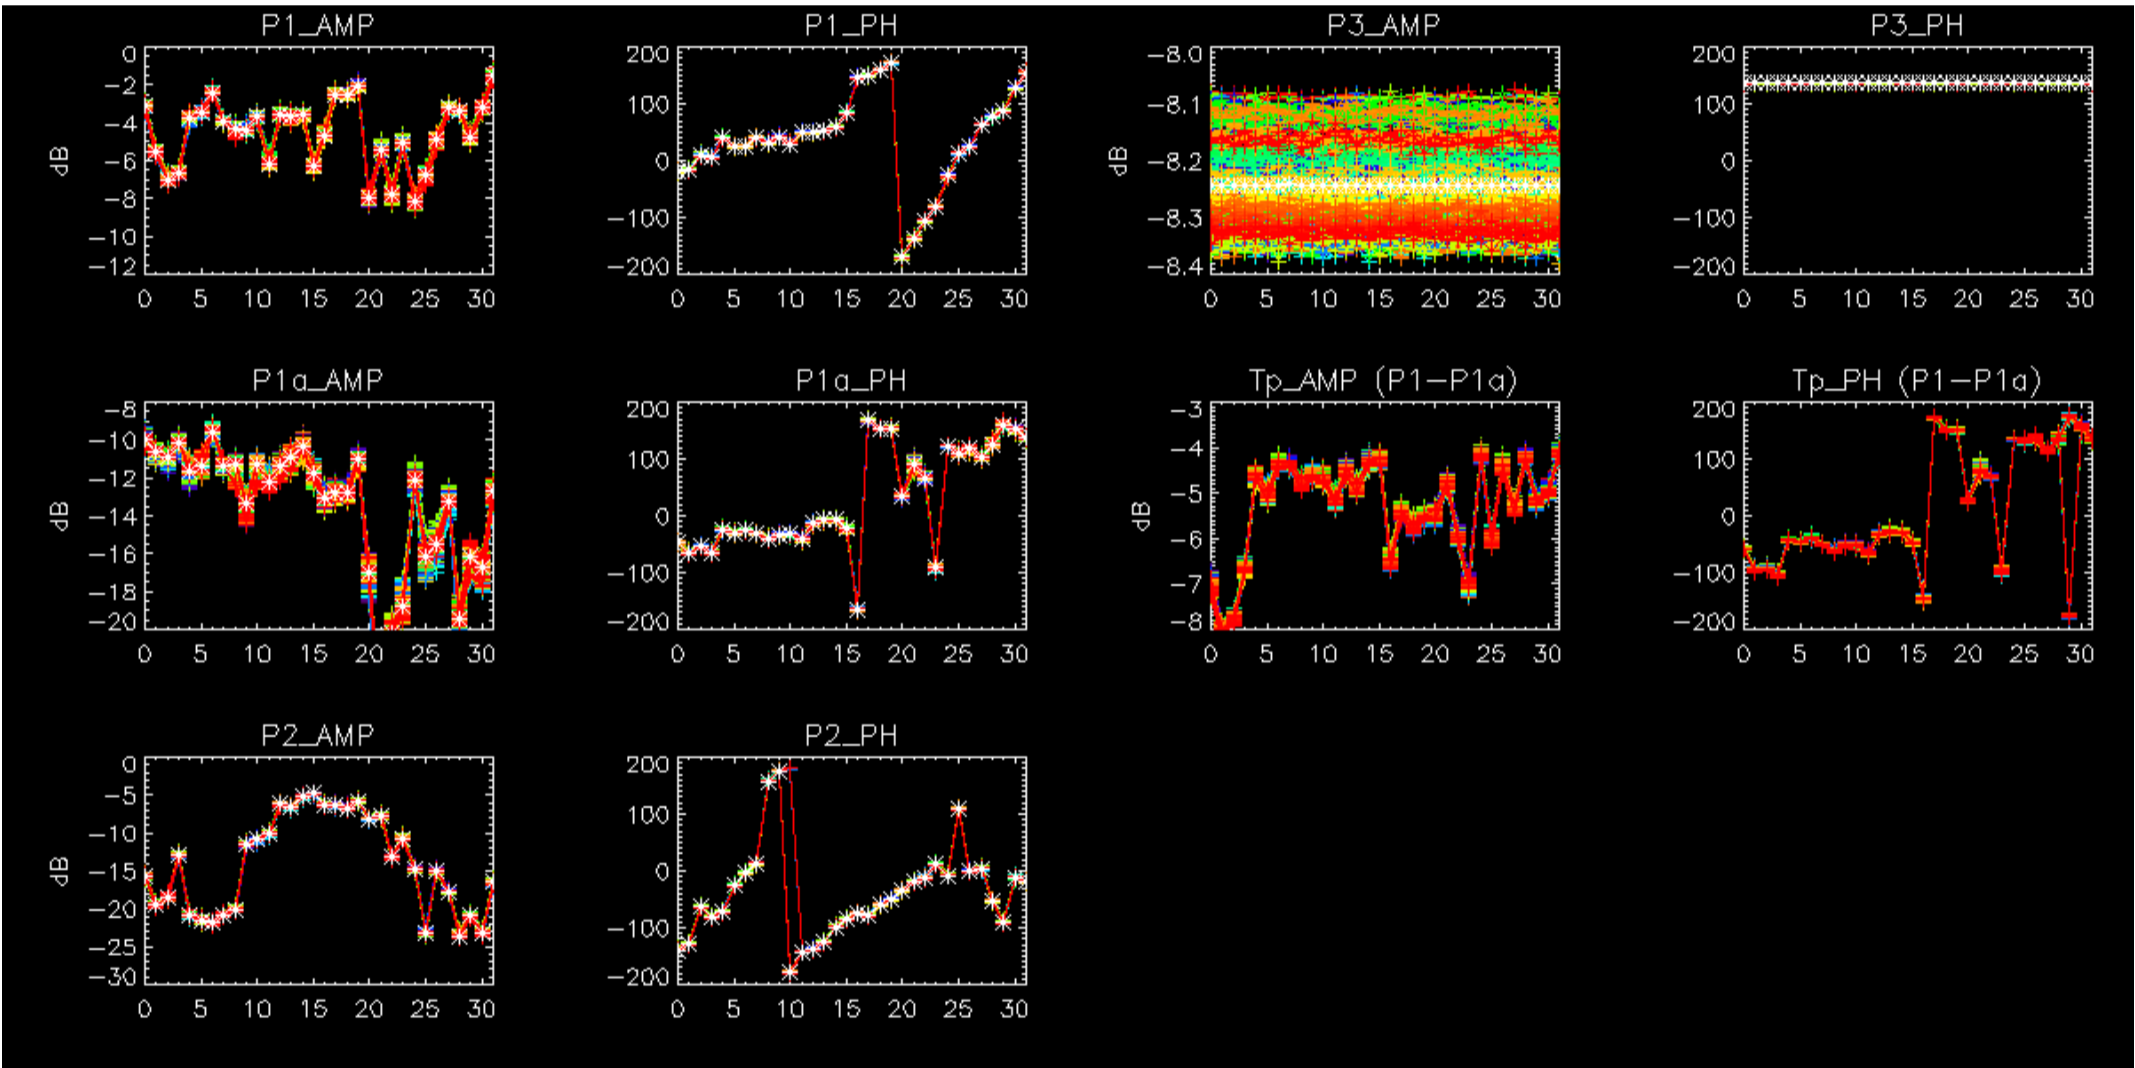 P1_AMP
0
-2
-4
-6
-8
-10
-12
dB
0 5 10 15 20 25 30
P1_PH
200
100
0
-100
-200
0 5 10 15 20 25 30
P3_AMP
-8.0
-8.1
-8.2
-8.3
-8.4
dB
0 5 10 15 20 25 30
P3_PH
200
100
0
-100
-200
0 5 10 15 20 25 30
P1a_AMP
-8
-10
-12
-14
-16
-18
-20
dB
0 5 10 15 20 25 30
P1a_PH
200
100
0
-100
-200
0 5 10 15 20 25 30
Tp_AMP (P1-P1a)
-3
-4
-5
-6
-7
-8
dB
0 5 10 15 20 25 30
Tp_PH (P1-P1a)
200
100
0
-100
-200
0 5 10 15 20 25 30
P2_AMP
0
-5
-10
-15
-20
-25
-30
dB
0 5 10 15 20 25 30
P2_PH
200
100
0
-100
-200
0 5 10 15 20 25 30